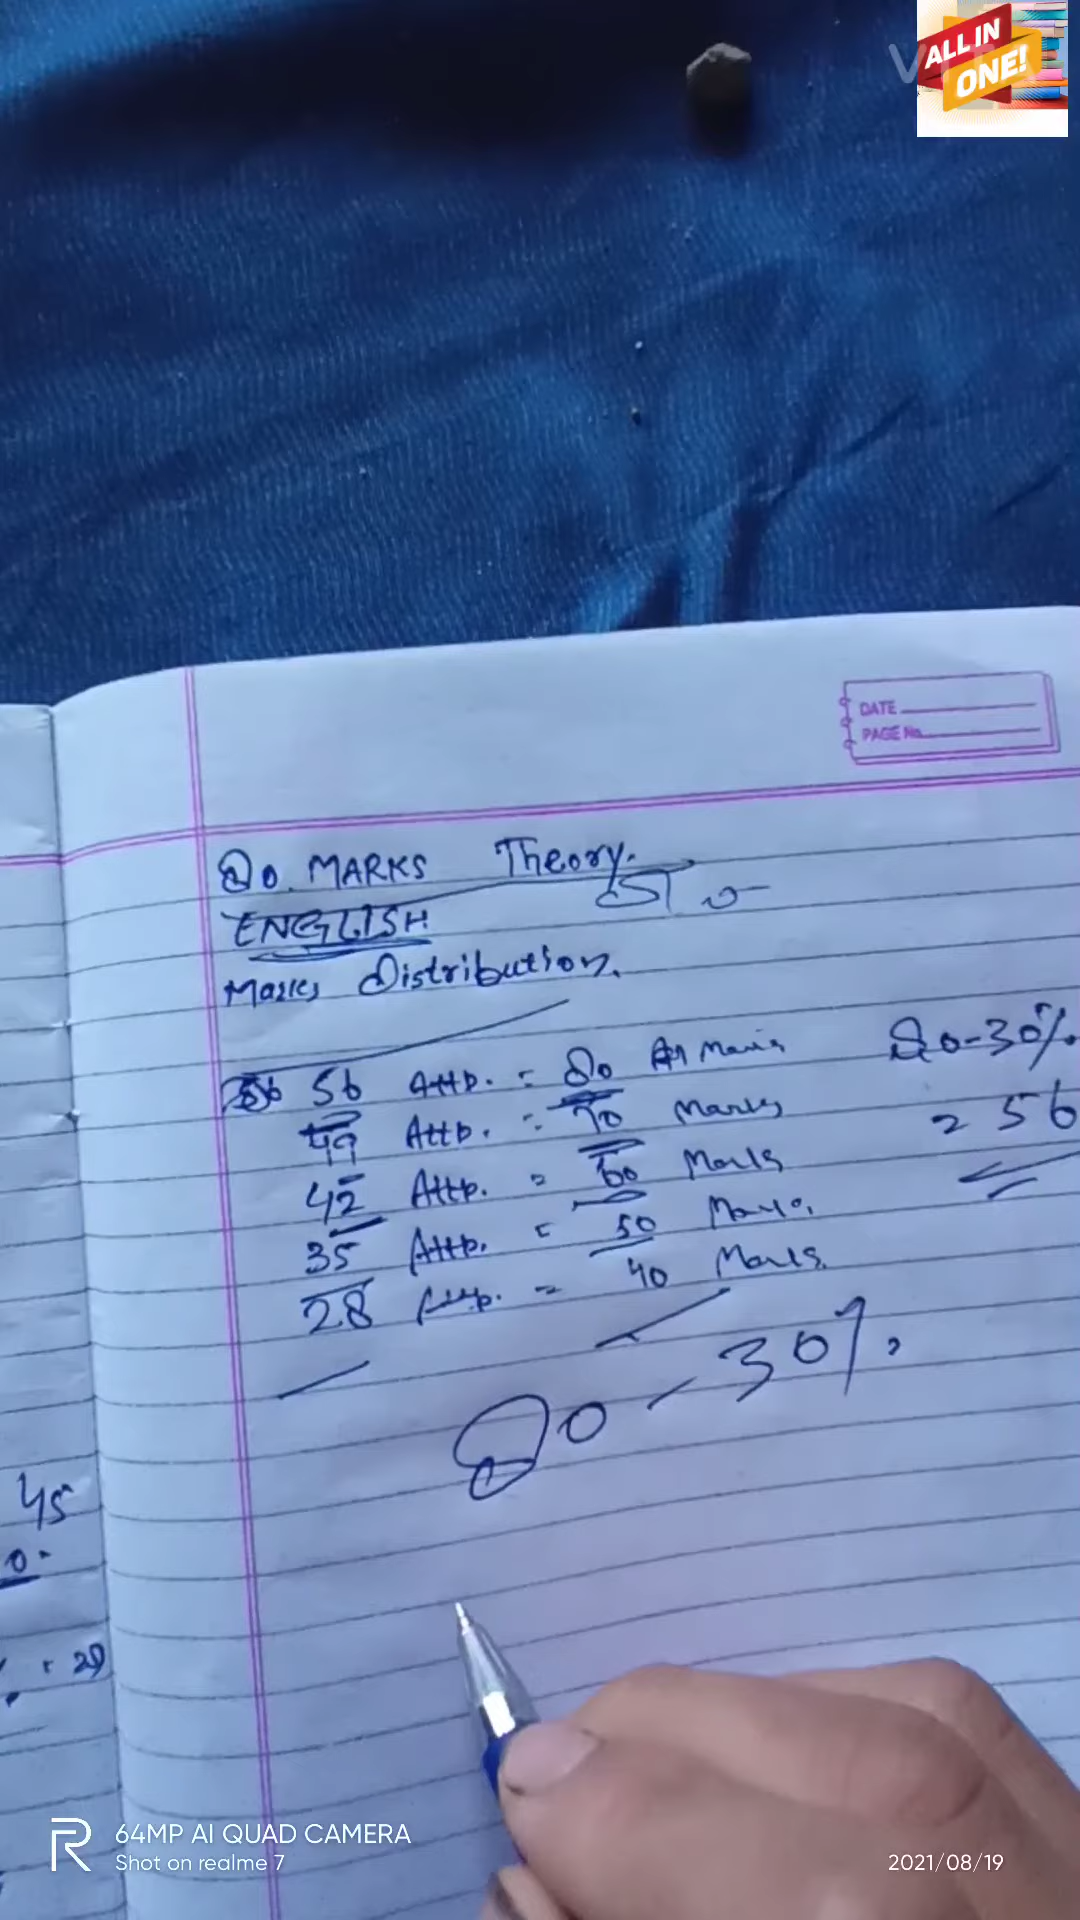 ALL IN
ONE!
DATE
PAGE No.
80 MARKS Theory.
ENGLISH
Marks Distribution.
56 Attp. = 80 Marks
80-30%.
49 Attp. = 70 Marks
= 56
42 Attp. = 60 Marks
35 Attp. = 50 Marks.
28 Attp. = 40 Marks.
80 - 30%.
45
0.
64MP AI QUAD CAMERA
Shot on realme 7
2021/08/19